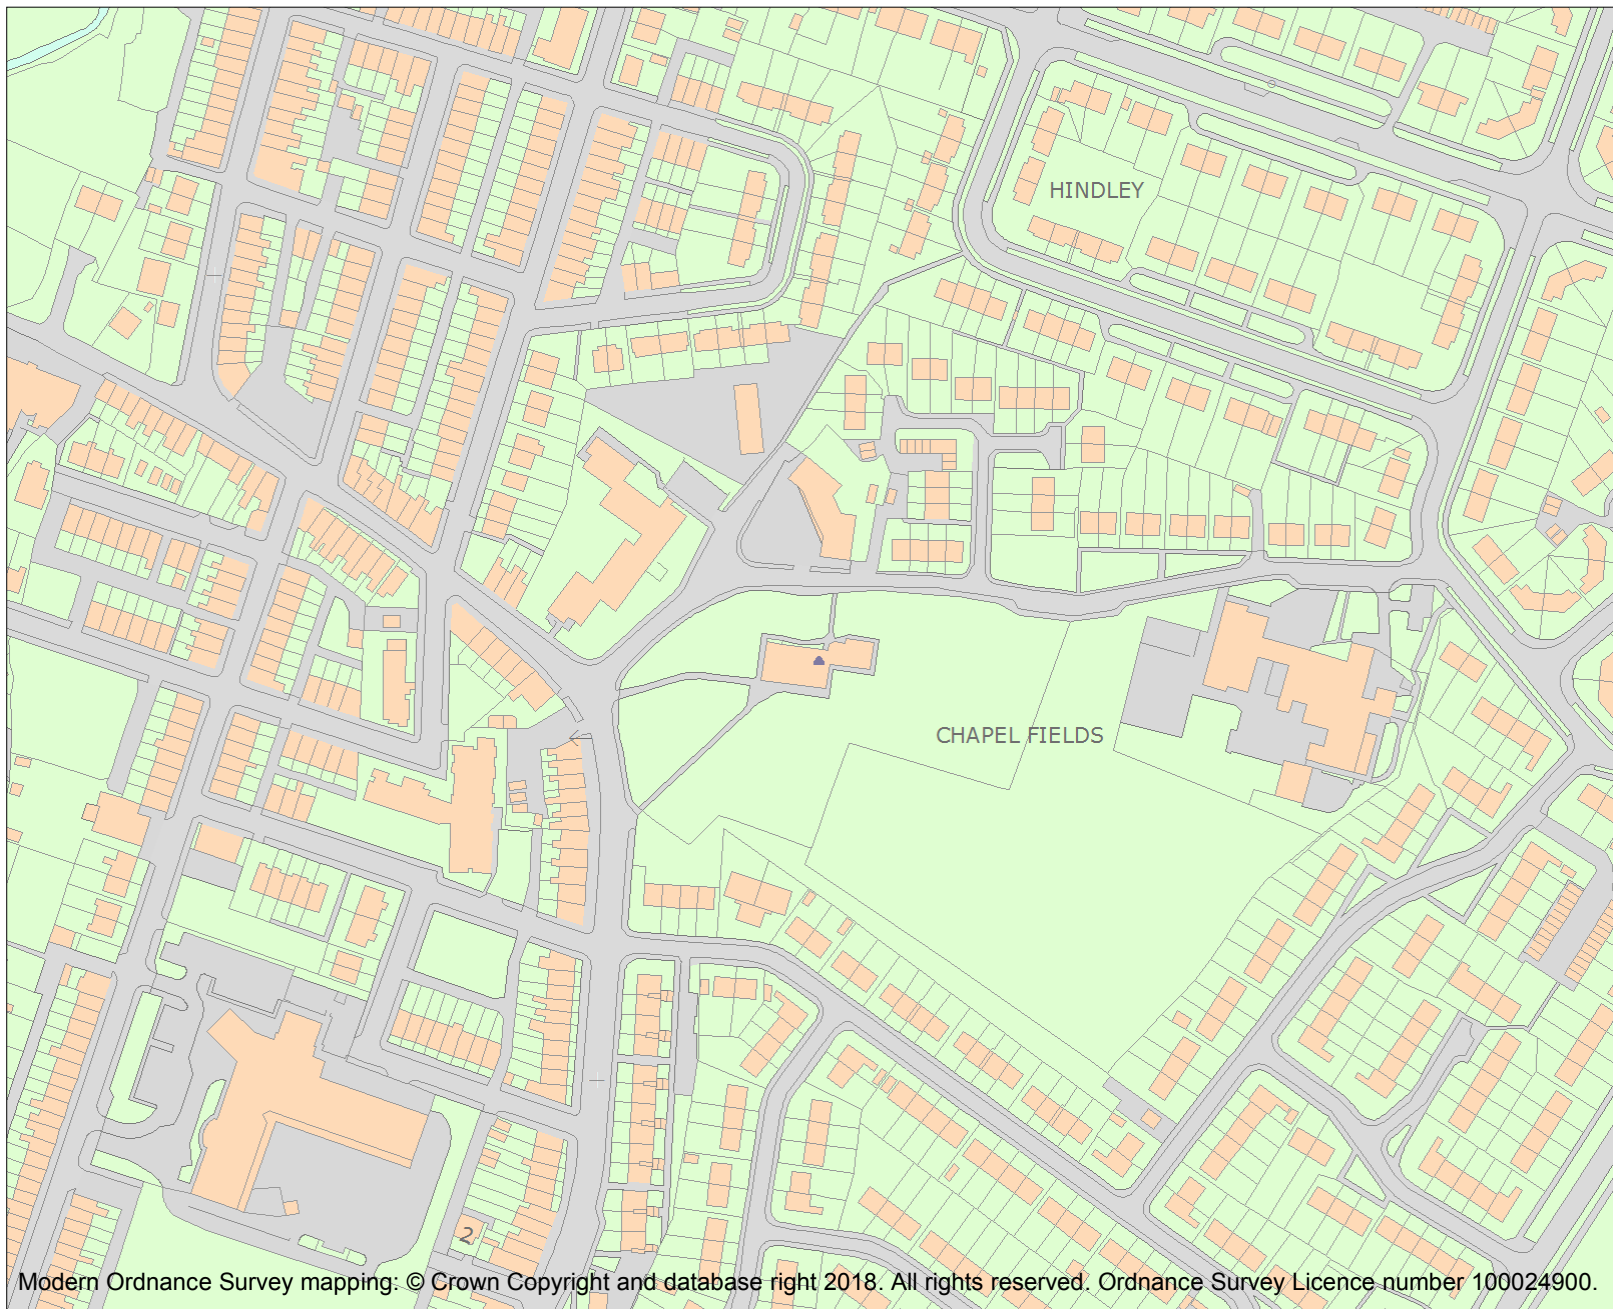 HINDLEY
CHAPEL FIELDS
2
Modern Ordnance Survey mapping: © Crown Copyright and database right 2018. All rights reserved. Ordnance Survey Licence number 100024900.